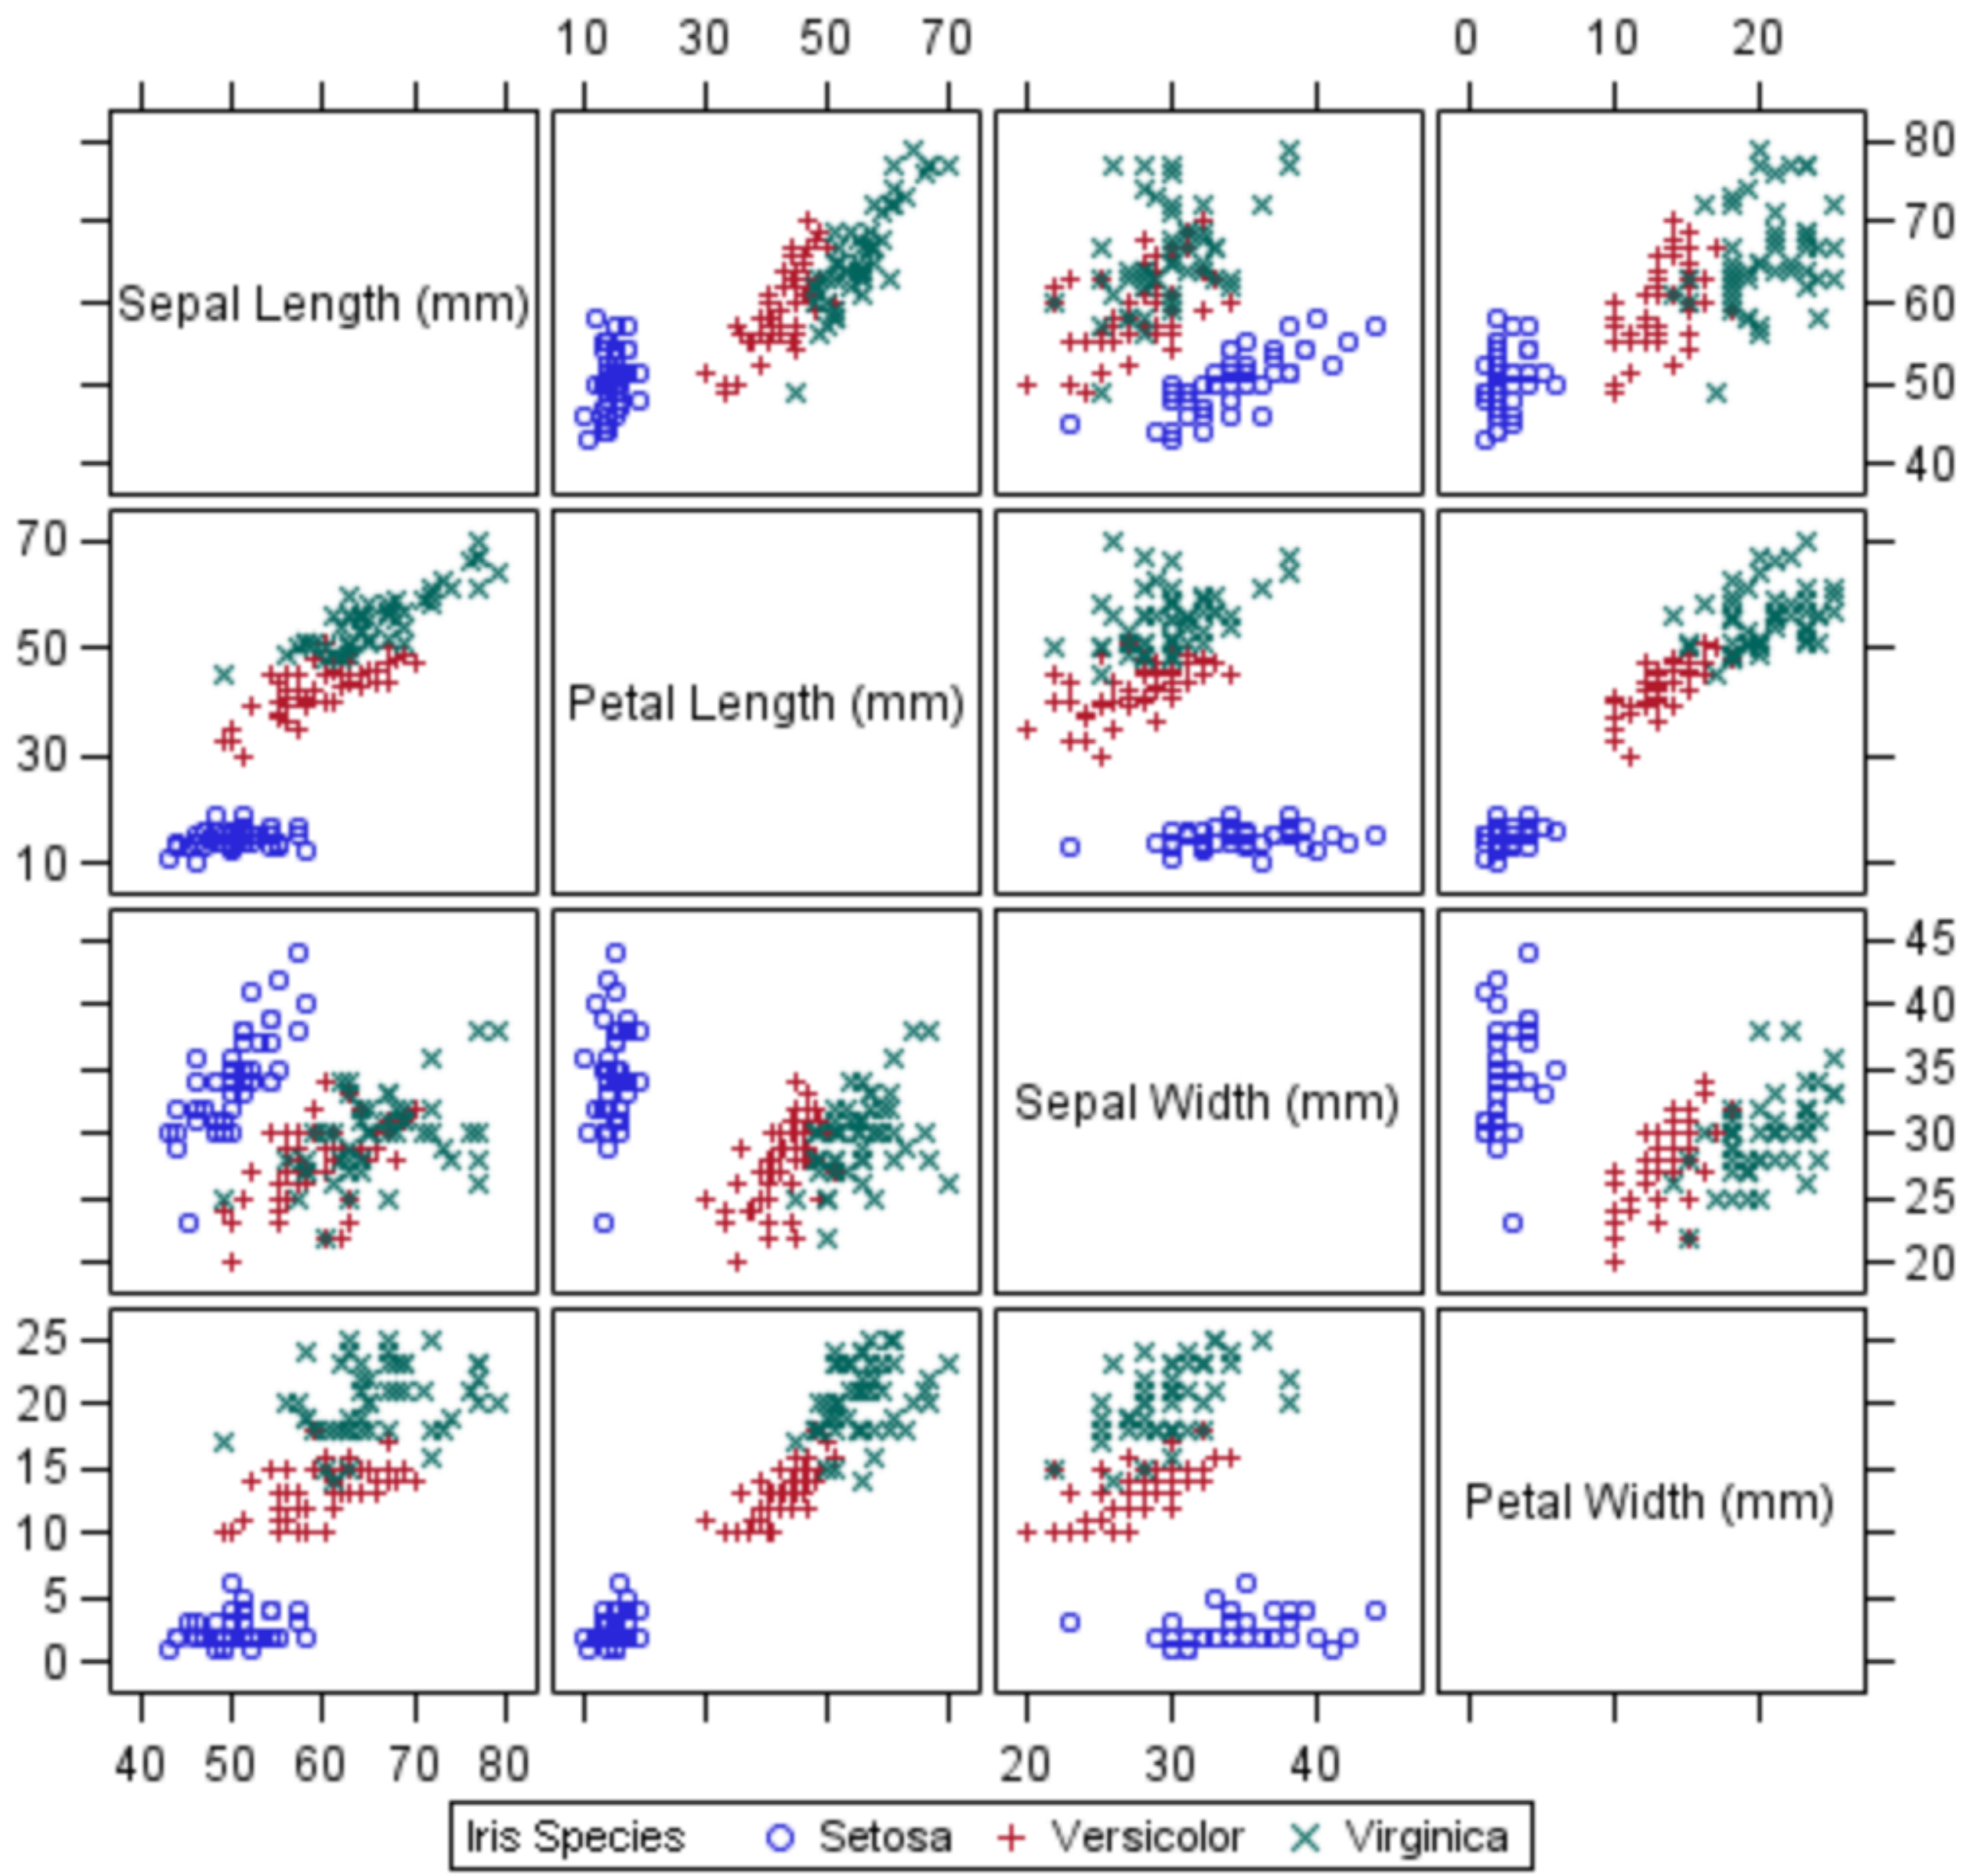 10 30 50 70 0 10 20
80
70
Sepal Length (mm) 60
50
40
70
50
Petal Length (mm)
30
10
45
40
35
Sepal Width (mm)
30
25
20
25
20
15
Petal Width (mm)
10
5
0
40 50 60 70 80 20 30 40
Iris Species Setosa Versicolor Virginica